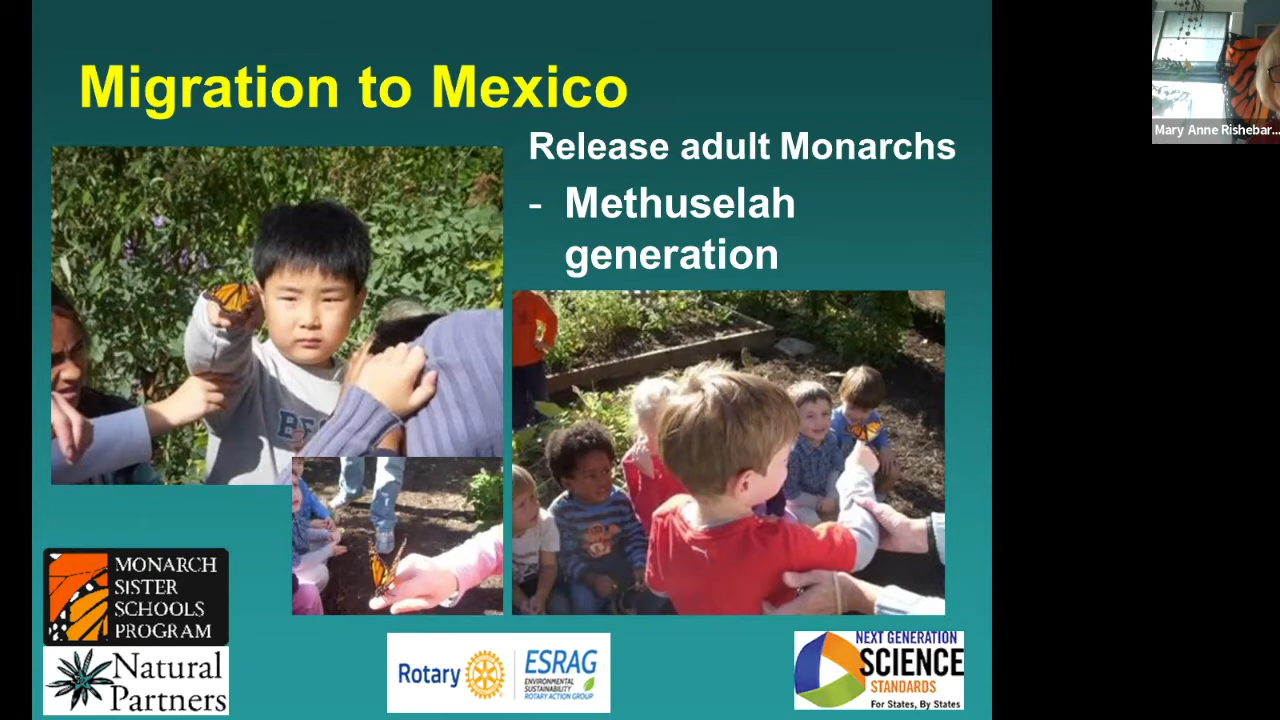 Migration to Mexico
Release adult Monarchs
- Methuselah
generation
Mary Anne Rishebar...
MONARCH
SISTER
SCHOOLS
PROGRAM
Natural
Partners
Rotary
ESRAG
ENVIRONMENTAL
SUSTAINABILITY
ROTARY ACTION GROUP
NEXT GENERATION
SCIENCE
STANDARDS
For States, By States